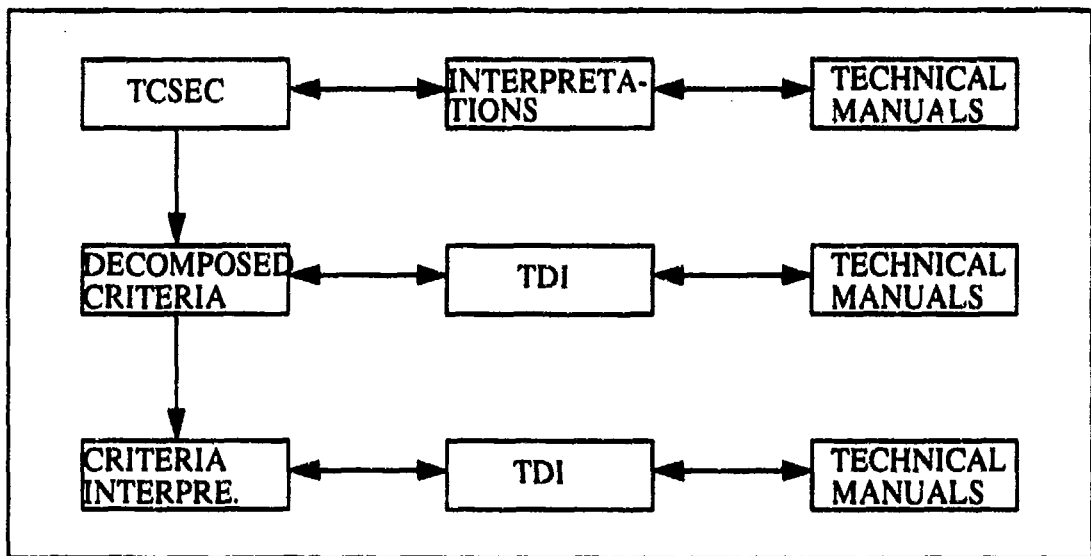 TCSEC
INTERPRETA-
TIONS
TECHNICAL
MANUALS
DECOMPOSED
CRITERIA
TDI
TECHNICAL
MANUALS
CRITERIA
INTERPRE.
TDI
TECHNICAL
MANUALS